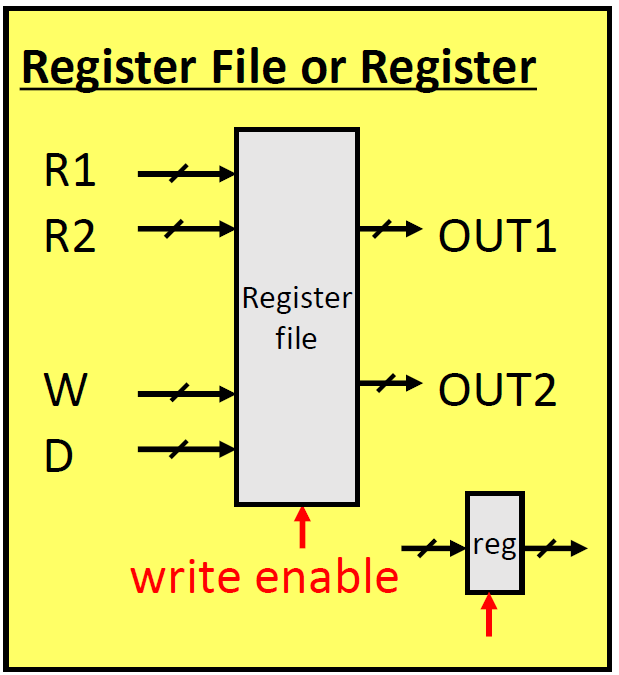 Register File or Register
R1
R2
OUT1
Register
file
W
OUT2
D
reg
write enable